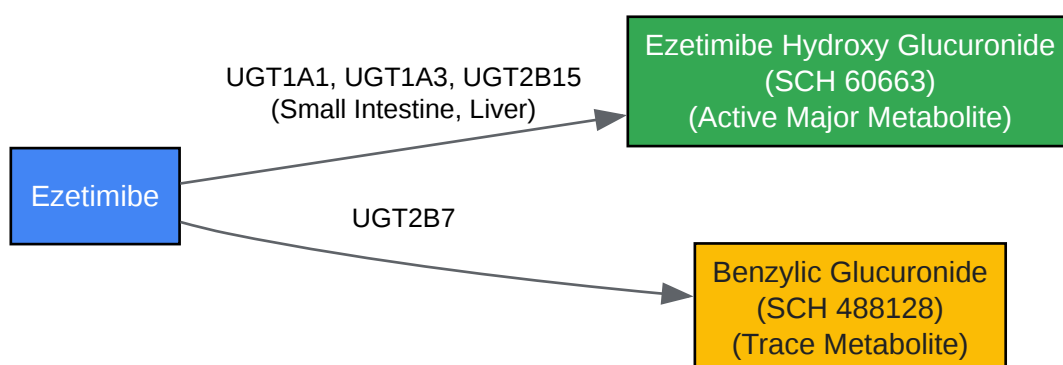 Ezetimibe
UGT1A1, UGT1A3, UGT2B15
(Small Intestine, Liver)
Ezetimibe Hydroxy Glucuronide
(SCH 60663)
(Active Major Metabolite)
UGT2B7
Benzylic Glucuronide
(SCH 488128)
(Trace Metabolite)